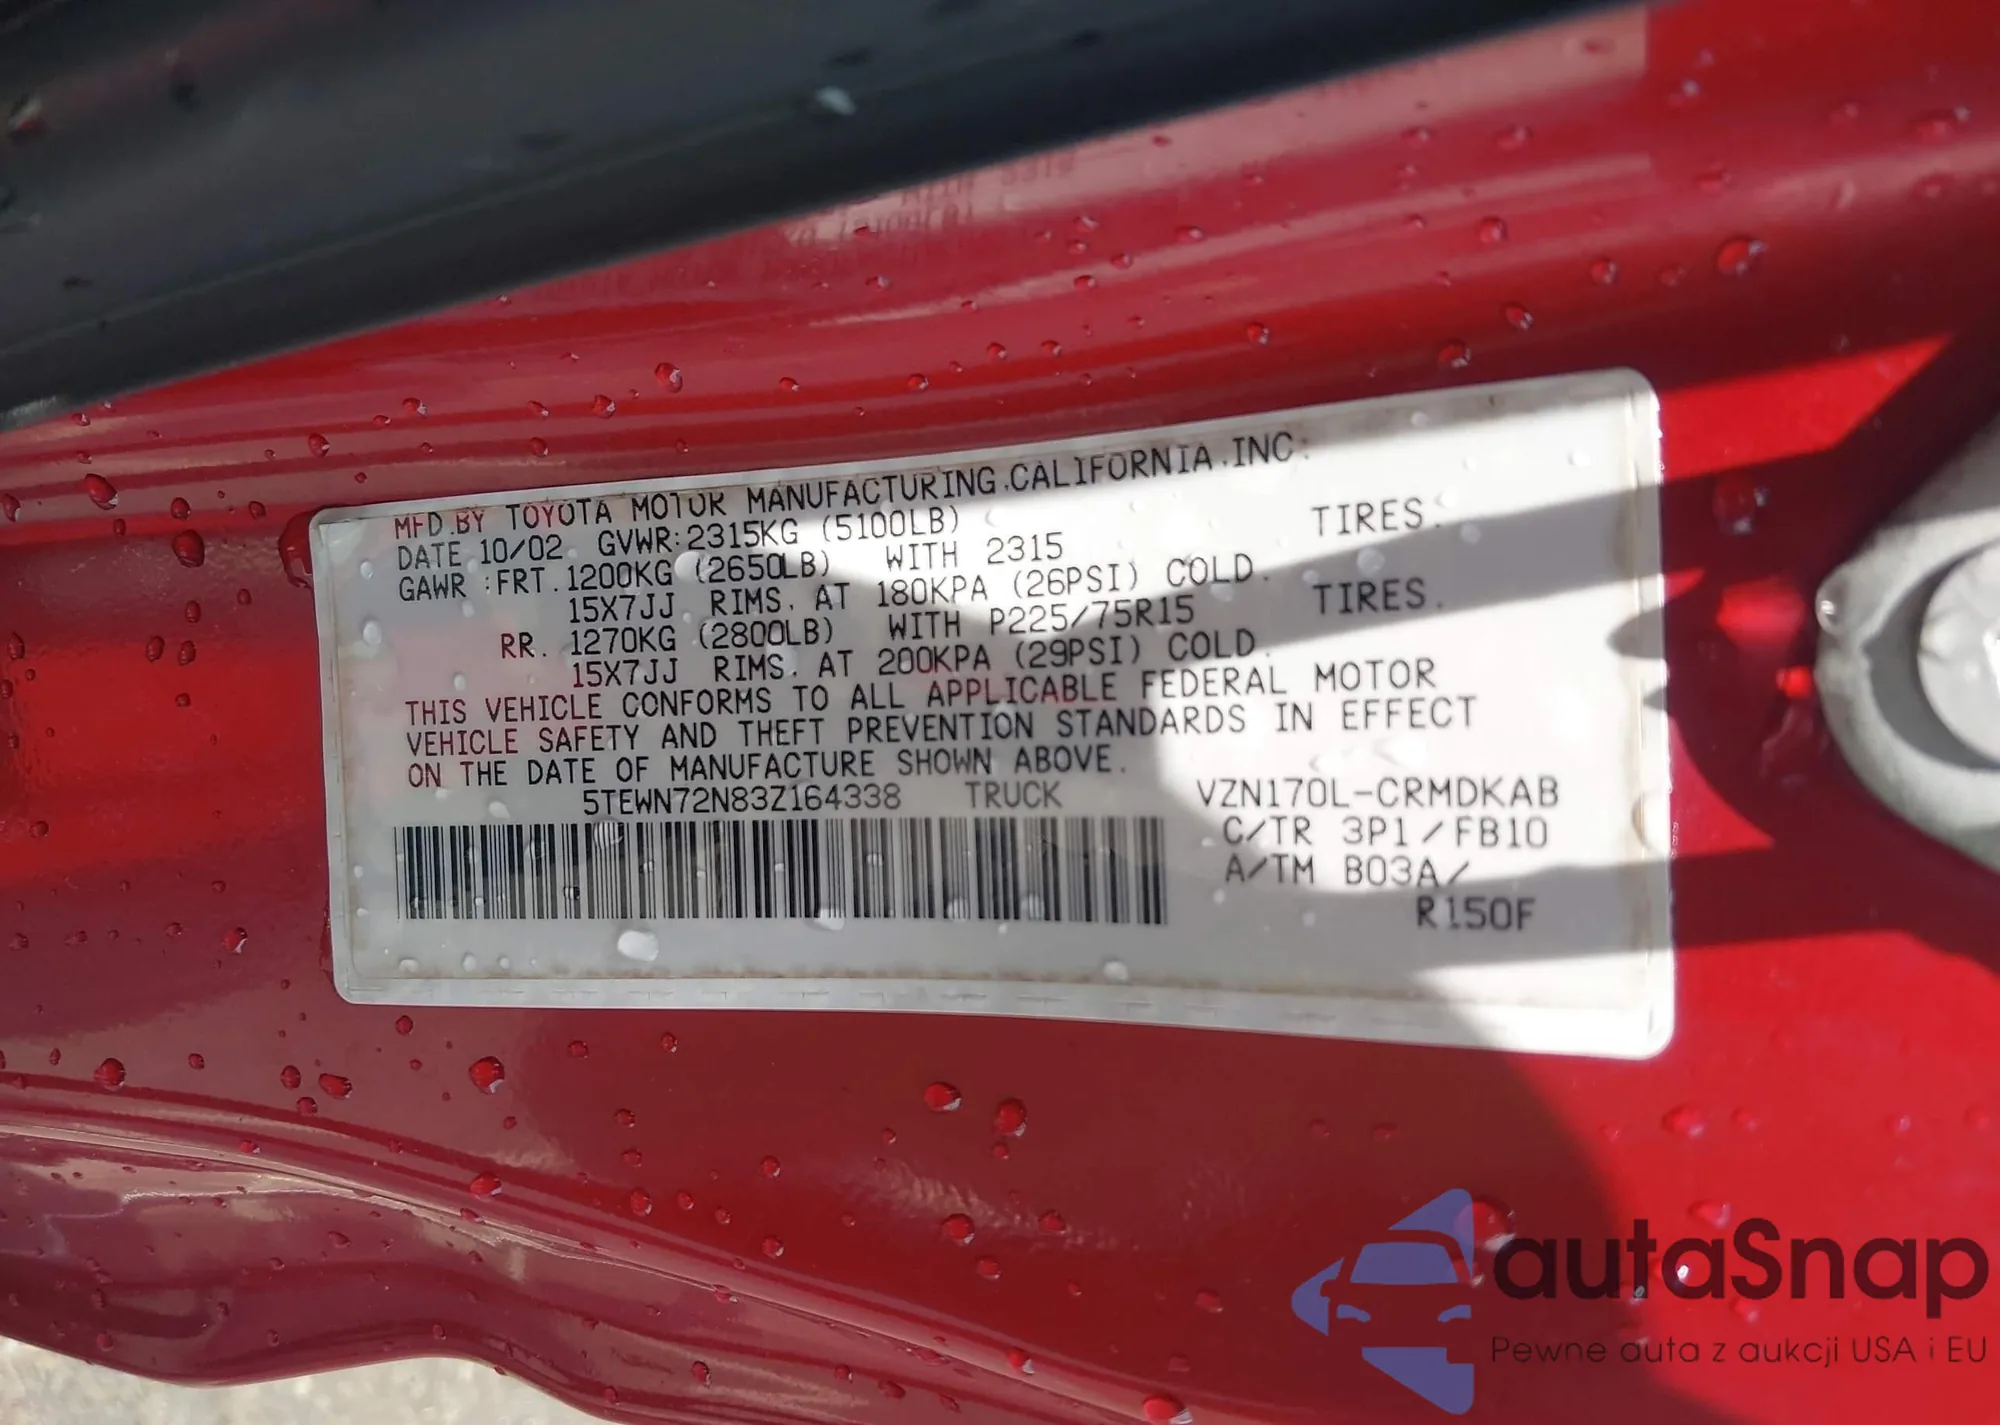 MFD.BY TOYOTA MOTOR MANUFACTURING.CALIFORNIA.INC.
DATE 10/02 GVWR:2315KG (5100LB)
GAWR :FRT. 1200KG (2650LB) WITH 2315 TIRES.
15X7JJ RIMS. AT 180KPA (26PSI) COLD.
RR. 1270KG (2800LB) WITH P225/75R15 TIRES.
15X7JJ RIMS. AT 200KPA (29PSI) COLD.
THIS VEHICLE CONFORMS TO ALL APPLICABLE FEDERAL MOTOR
VEHICLE SAFETY AND THEFT PREVENTION STANDARDS IN EFFECT
ON THE DATE OF MANUFACTURE SHOWN ABOVE.
5TEWN72N83Z164338 TRUCK VZN170L-CRMDKAB
C/TR 3P1/FB10
A/TM B03A/
R150F
autaSnap
Pewne auta z aukcji USA i EU